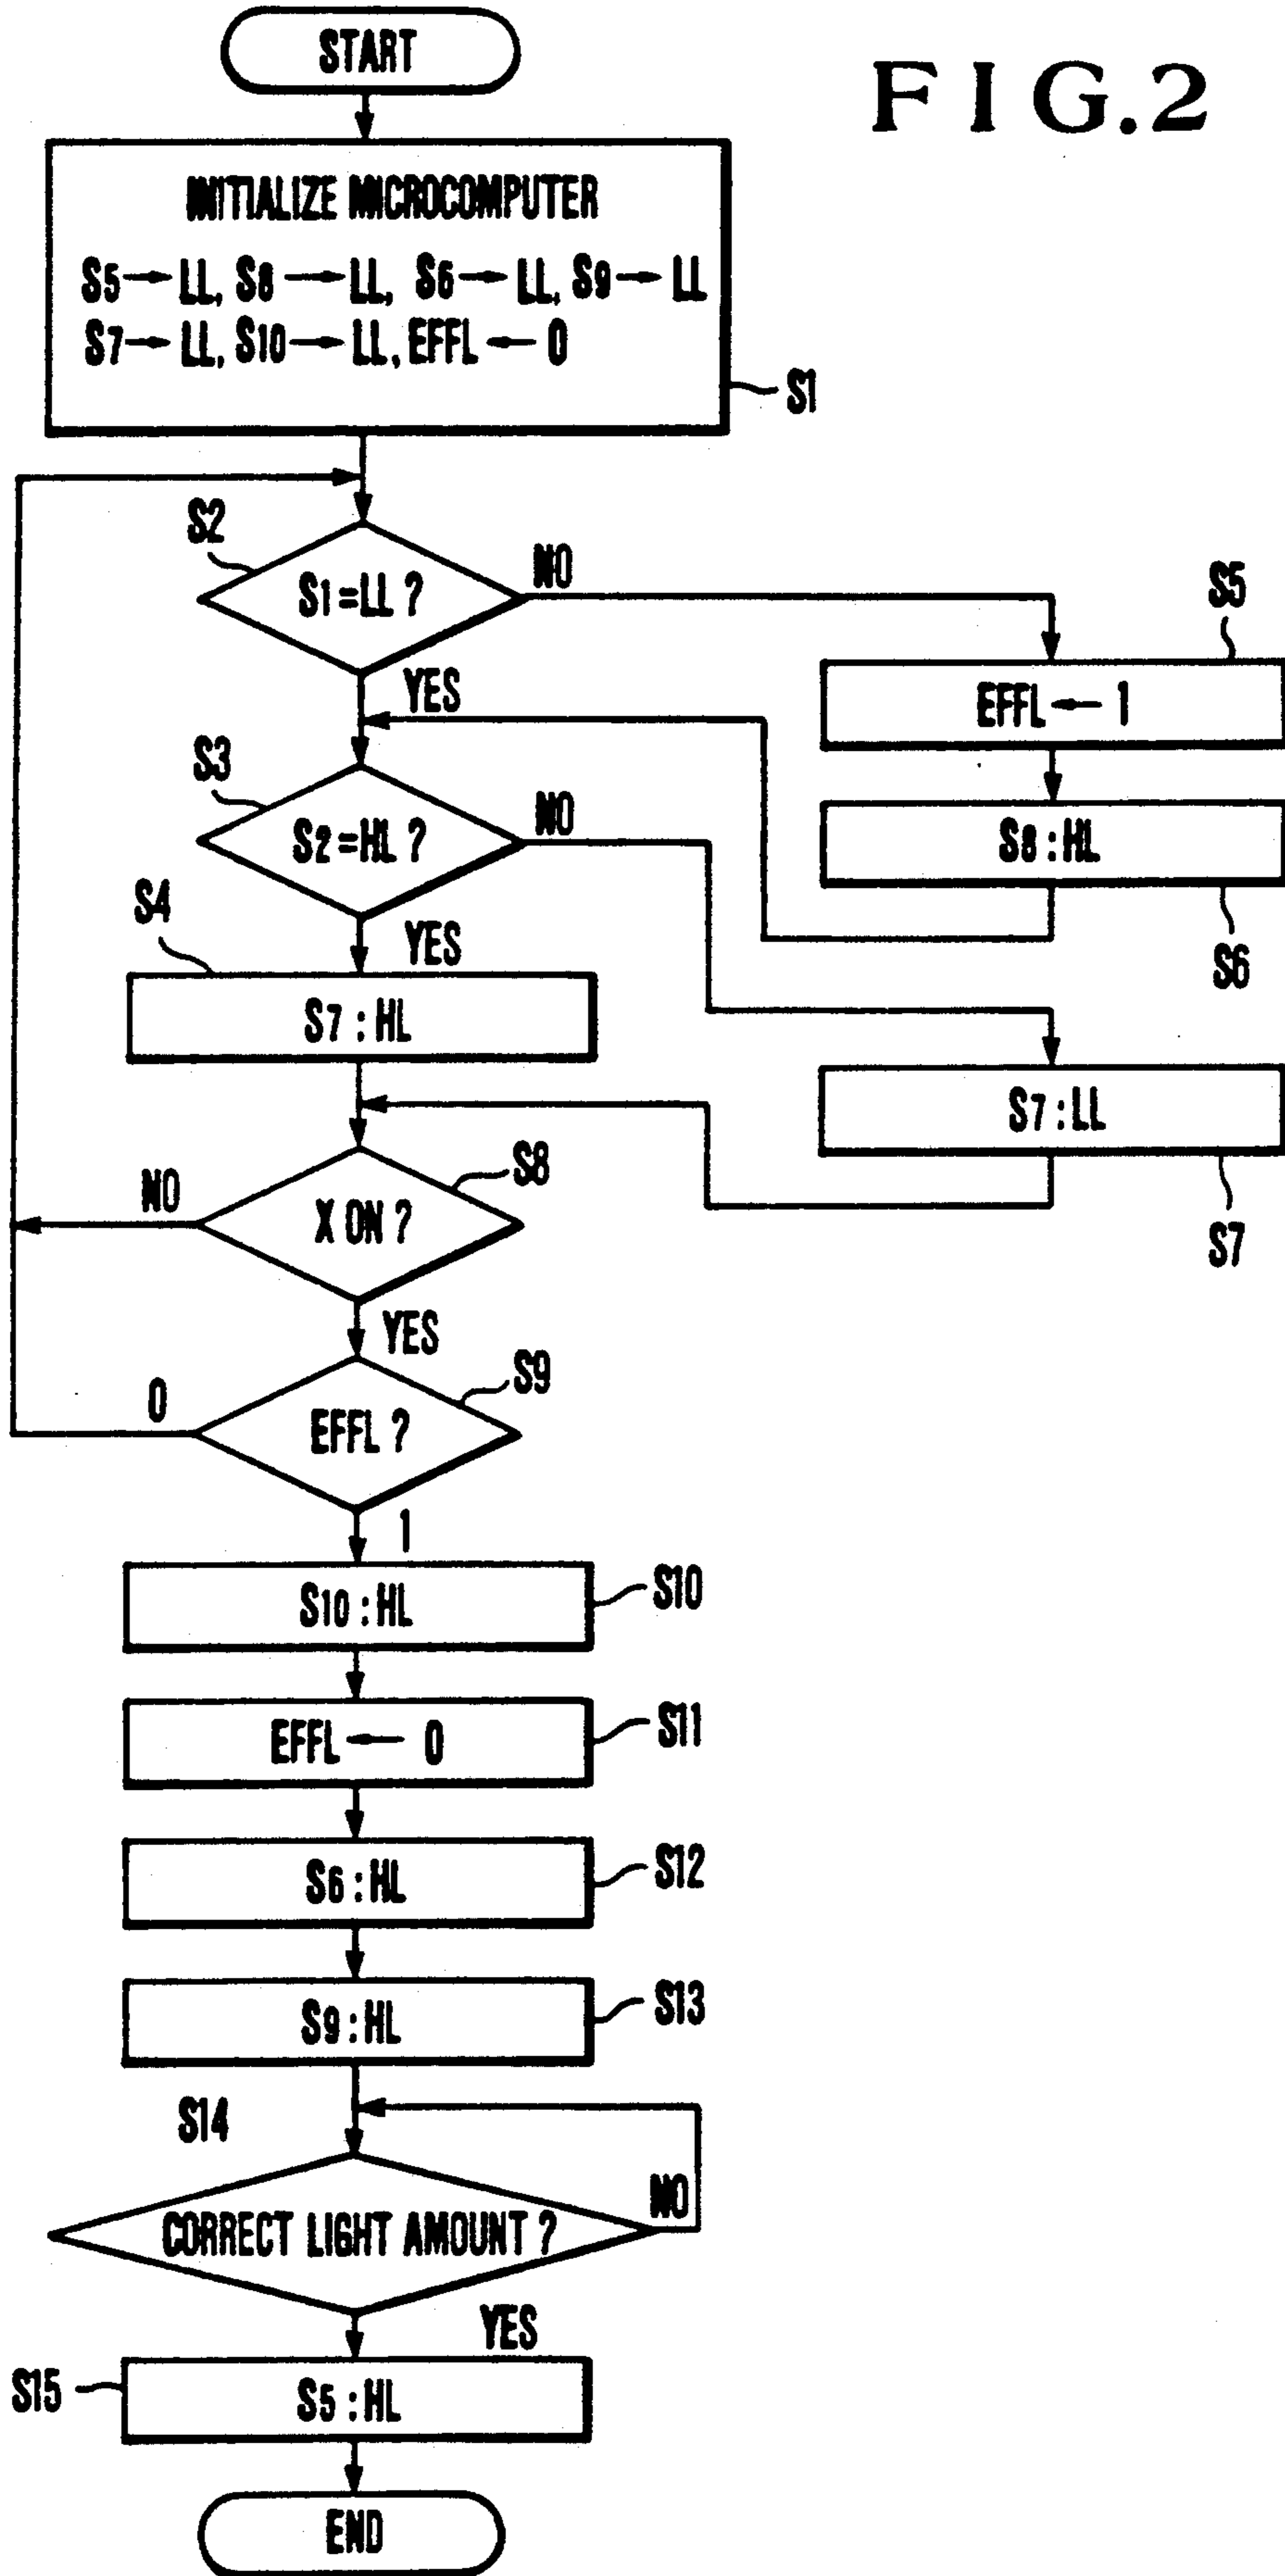 START
FIG.2
INITIALIZE MICROCOMPUTER
S5→LL, S8→LL, S6→LL, S9→LL
S7→LL, S10→LL, EFFL←0
S1
S2
S1=LL ?
NO
YES
S5
EFFL←1
S3
S2=HL ?
NO
YES
S8 : HL
S6
S4
S7 : HL
S7 : LL
S7
S8
X ON ?
NO
YES
S9
EFFL ?
0
1
S10 : HL
S10
EFFL←0
S11
S6 : HL
S12
S9 : HL
S13
S14
CORRECT LIGHT AMOUNT ?
NO
YES
S15
S5 : HL
END